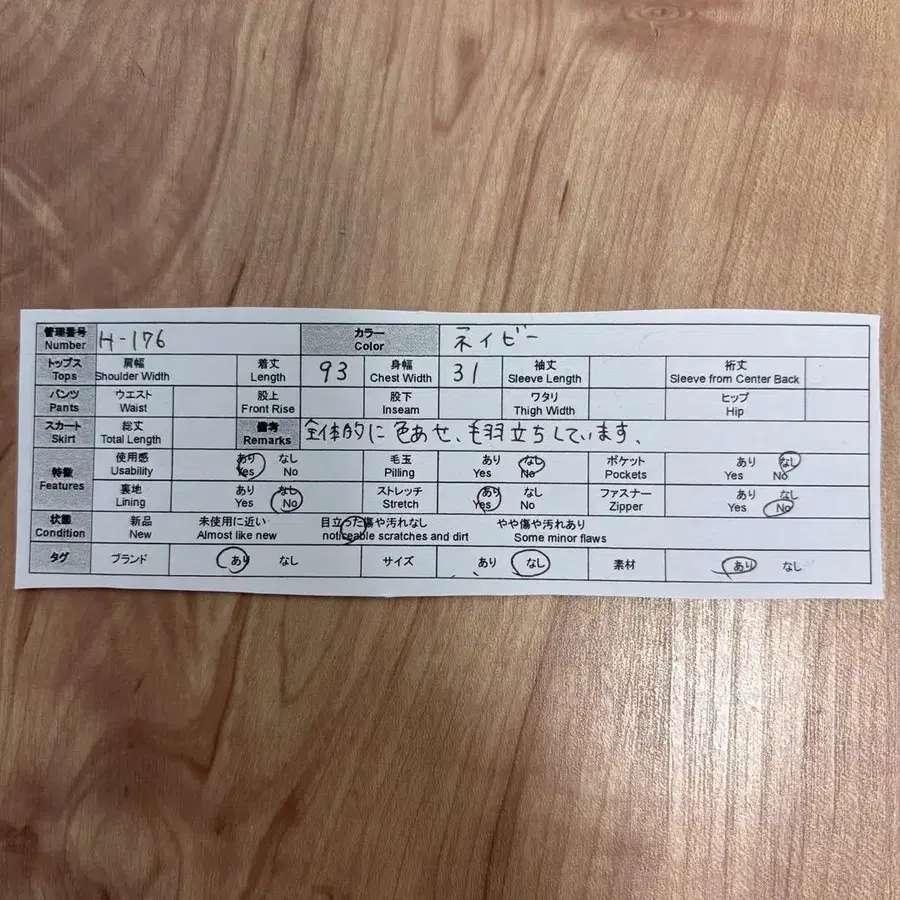 管理番号 Number H-176 カラー Color ネイビー
トップス Tops 肩幅 Shoulder Width 着丈 Length 93 身幅 Chest Width 31 袖丈 Sleeve Length 裄丈 Sleeve from Center Back
パンツ Pants ウエスト Waist 股上 Front Rise 股下 Inseam ワタリ Thigh Width ヒップ Hip
スカート Skirt 総丈 Total Length 備考 Remarks 全体的に色あせ、毛羽立ちしています、
特徴 Features 使用感 Usability あり Yes なし No 毛玉 Pilling あり Yes なし No ポケット Pockets あり Yes なし No
裏地 Lining あり Yes なし No ストレッチ Stretch あり Yes なし No ファスナー Zipper あり Yes なし No
状態 Condition 新品 New 未使用に近い Almost like new 目立った傷や汚れなし noticeable scratches and dirt やや傷や汚れあり Some minor flaws
タグ ブランド あり なし サイズ あり なし 素材 あり なし